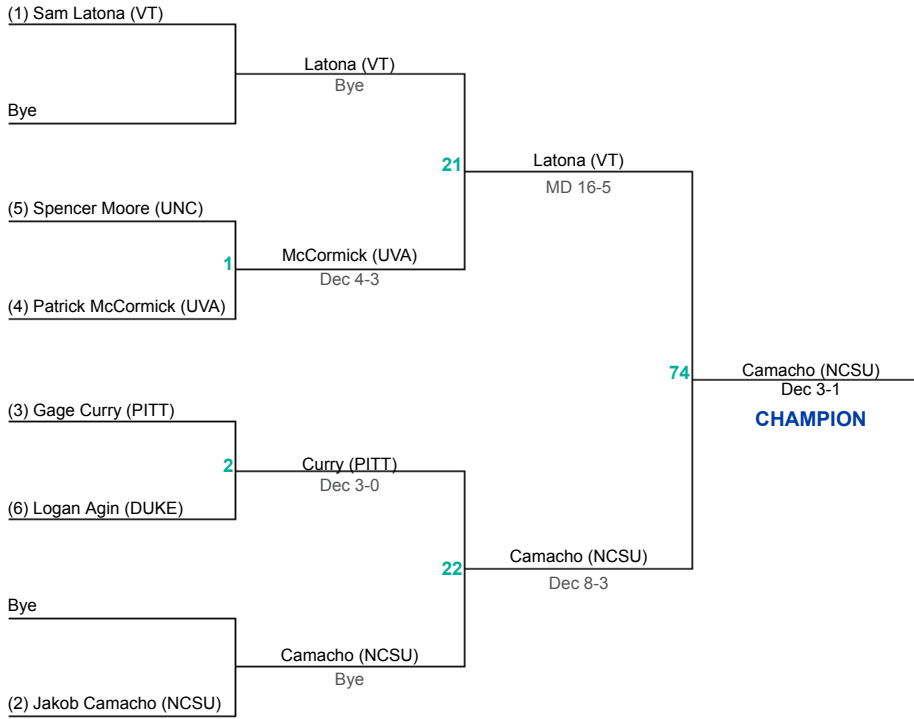 (1) Sam Latona (VT)
Latona (VT)
Bye
Bye
21
Latona (VT)
MD 16-5
(5) Spencer Moore (UNC)
1
McCormick (UVA)
Dec 4-3
(4) Patrick McCormick (UVA)
74
Camacho (NCSU)
Dec 3-1
CHAMPION
(3) Gage Curry (PITT)
2
Curry (PITT)
Dec 3-0
(6) Logan Agin (DUKE)
22
Camacho (NCSU)
Dec 8-3
Bye
Camacho (NCSU)
Bye
(2) Jakob Camacho (NCSU)